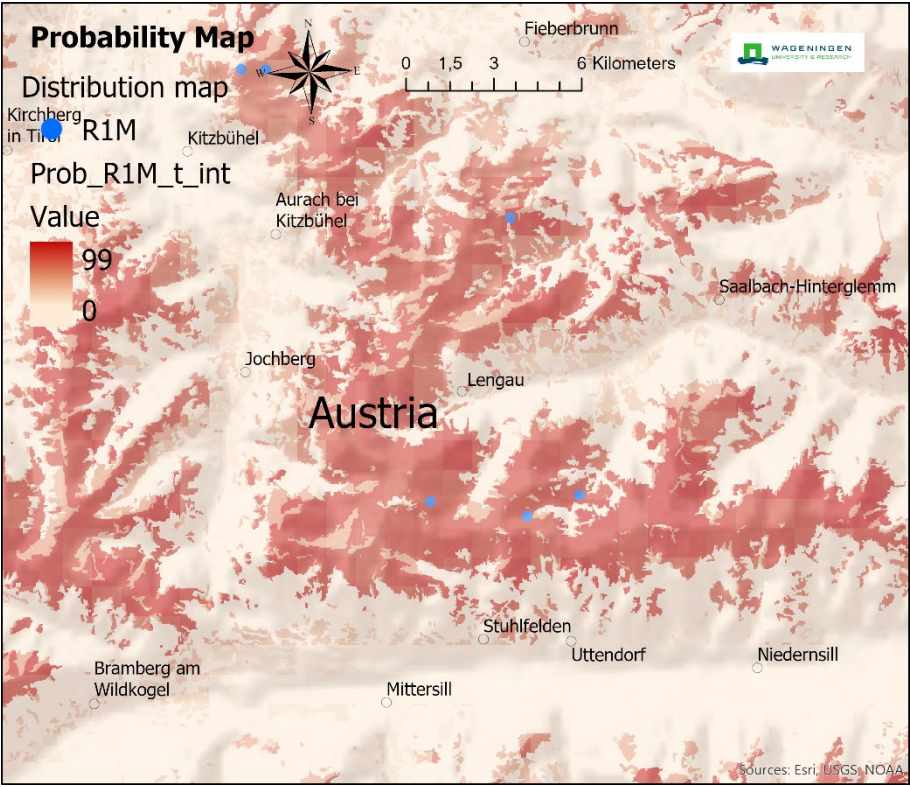 Probability Map
Distribution map
R1M
Prob_R1M_t_int
Value
99
0
N
W
E
S
0 1,5 3 6 Kilometers
WAGENINGEN
UNIVERSITY & RESEARCH
Fieberbrunn
Kirchberg
in Tirol
Kitzbühel
Aurach bei
Kitzbühel
Saalbach-Hinterglemm
Jochberg
Lengau
Austria
Stuhlfelden
Uttendorf
Niedernsill
Bramberg am
Wildkogel
Mittersill
Sources: Esri, USGS, NOAA